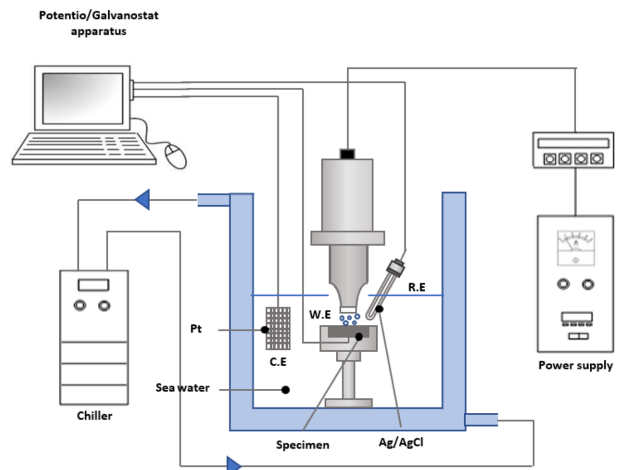 Potentio/Galvanostat
apparatus
R.E
W.E
Pt
C.E
Sea water
Power supply
Chiller
Specimen
Ag/AgCl
A